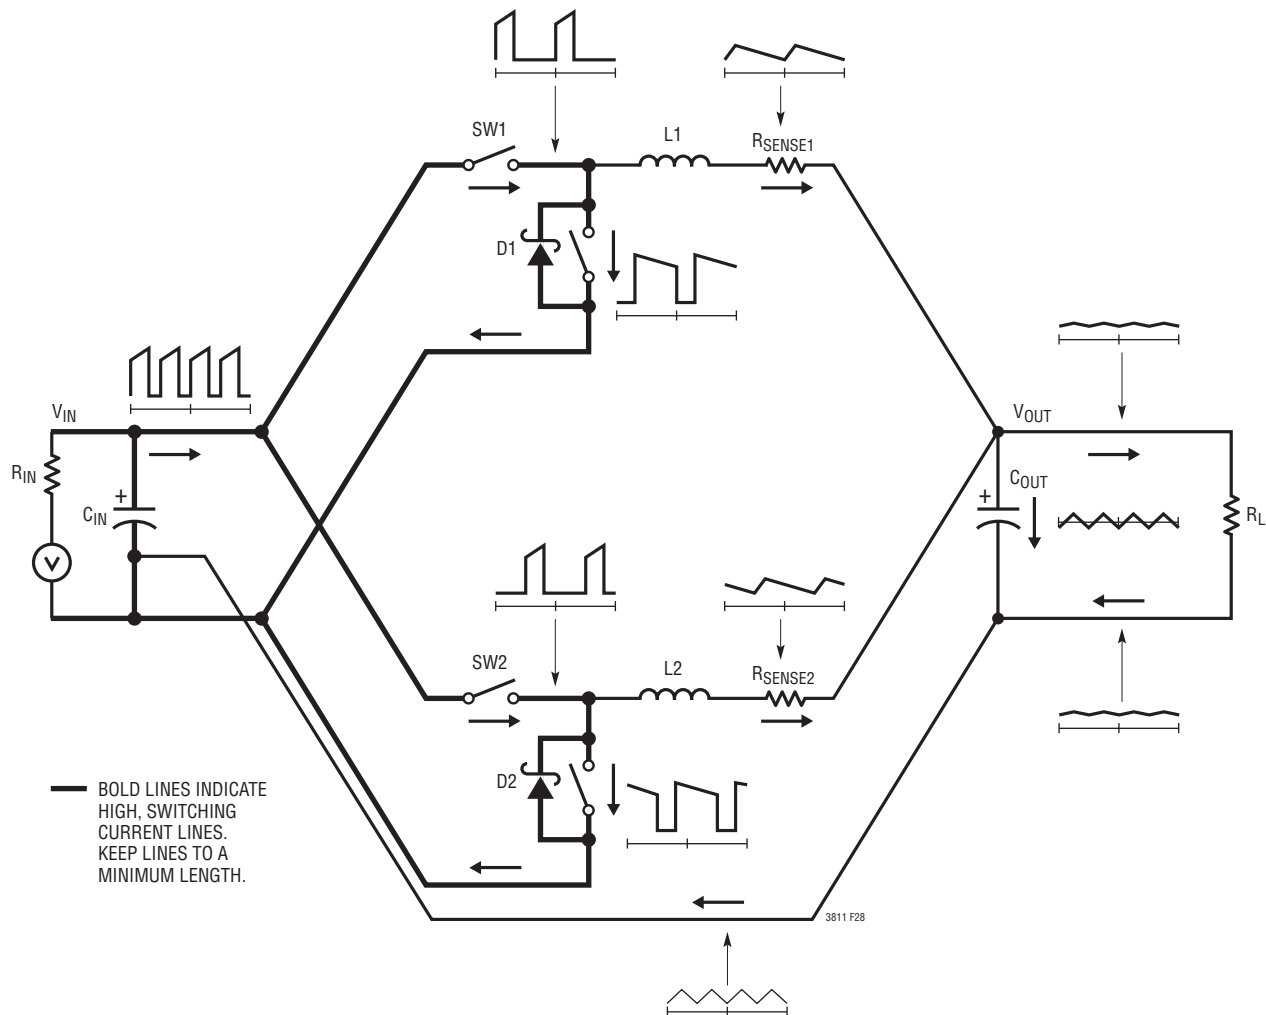 SW1
L1
RSENSE1
D1
VIN
RIN
CIN
+
V
VOUT
COUT
+
RL
SW2
L2
RSENSE2
D2
BOLD LINES INDICATE
HIGH, SWITCHING
CURRENT LINES.
KEEP LINES TO A
MINIMUM LENGTH.
3811 F28